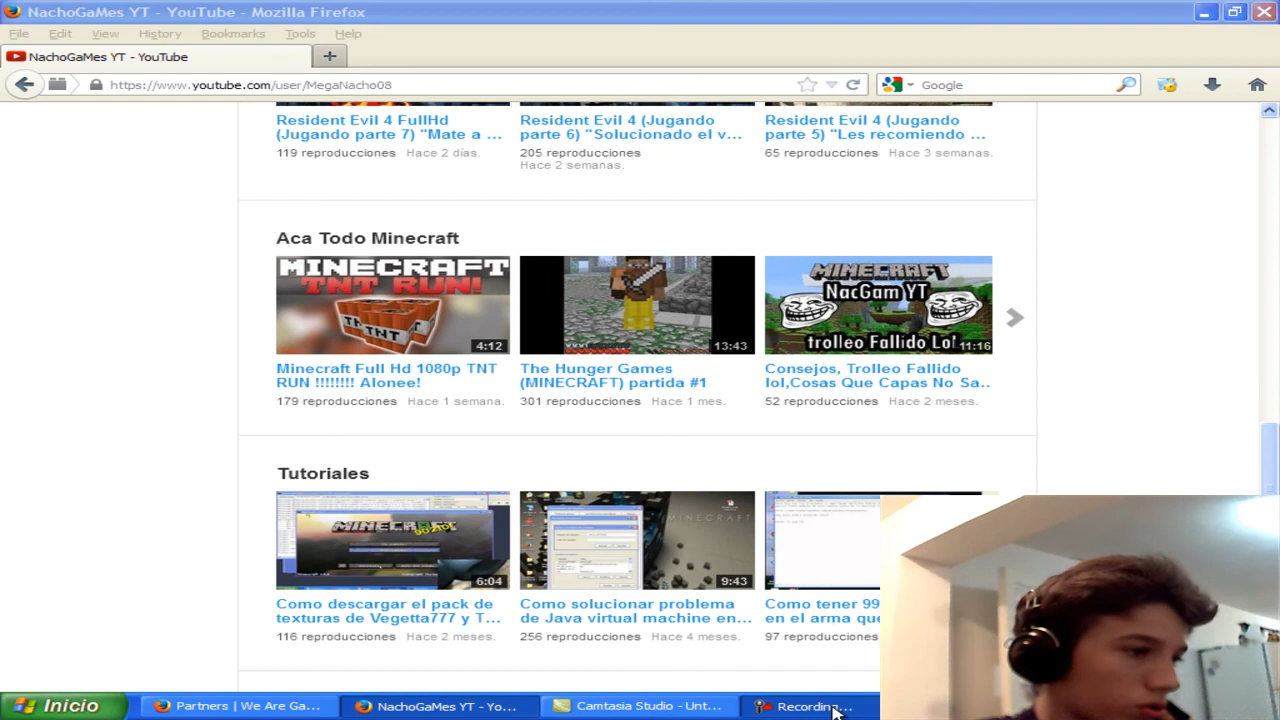 NachoGaMes YT - YouTube - Mozilla Firefox
File Edit View History Bookmarks Tools Help
NachoGaMes YT - YouTube
https://www.youtube.com/user/MegaNacho08
Google
Resident Evil 4 FullHd
(Jugando parte 7) "Mate a ...
119 reproducciones Hace 2 días.
Resident Evil 4 (Jugando
parte 6) "Solucionado el v...
205 reproducciones
Hace 2 semanas.
Resident Evil 4 (Jugando
parte 5) "Les recomiendo ...
65 reproducciones Hace 3 semanas.
Aca Todo Minecraft
MINECRAFT
TNT RUN!
TNT
4:12
Minecraft Full Hd 1080p TNT
RUN !!!!!!!! Alonee!
179 reproducciones Hace 1 semana.
13:43
The Hunger Games
(MINECRAFT) partida #1
301 reproducciones Hace 1 mes.
MINECRAFT
NacGam YT
trolleo Fallido Lol
11:16
Consejos, Trolleo Fallido
lol,Cosas Que Capas No Sa..
52 reproducciones Hace 2 meses.
Tutoriales
MINECRAFT
6:04
Como descargar el pack de
texturas de Vegetta777 y T...
116 reproducciones Hace 2 meses.
MINECRAFT
9:43
Como solucionar problema
de Java virtual machine en...
256 reproducciones Hace 4 meses.
Como tener 99
en el arma que
97 reproducciones
Inicio
Partners | We Are Ga...
NachoGaMes YT - Yo...
Camtasia Studio - Unt...
Recording...